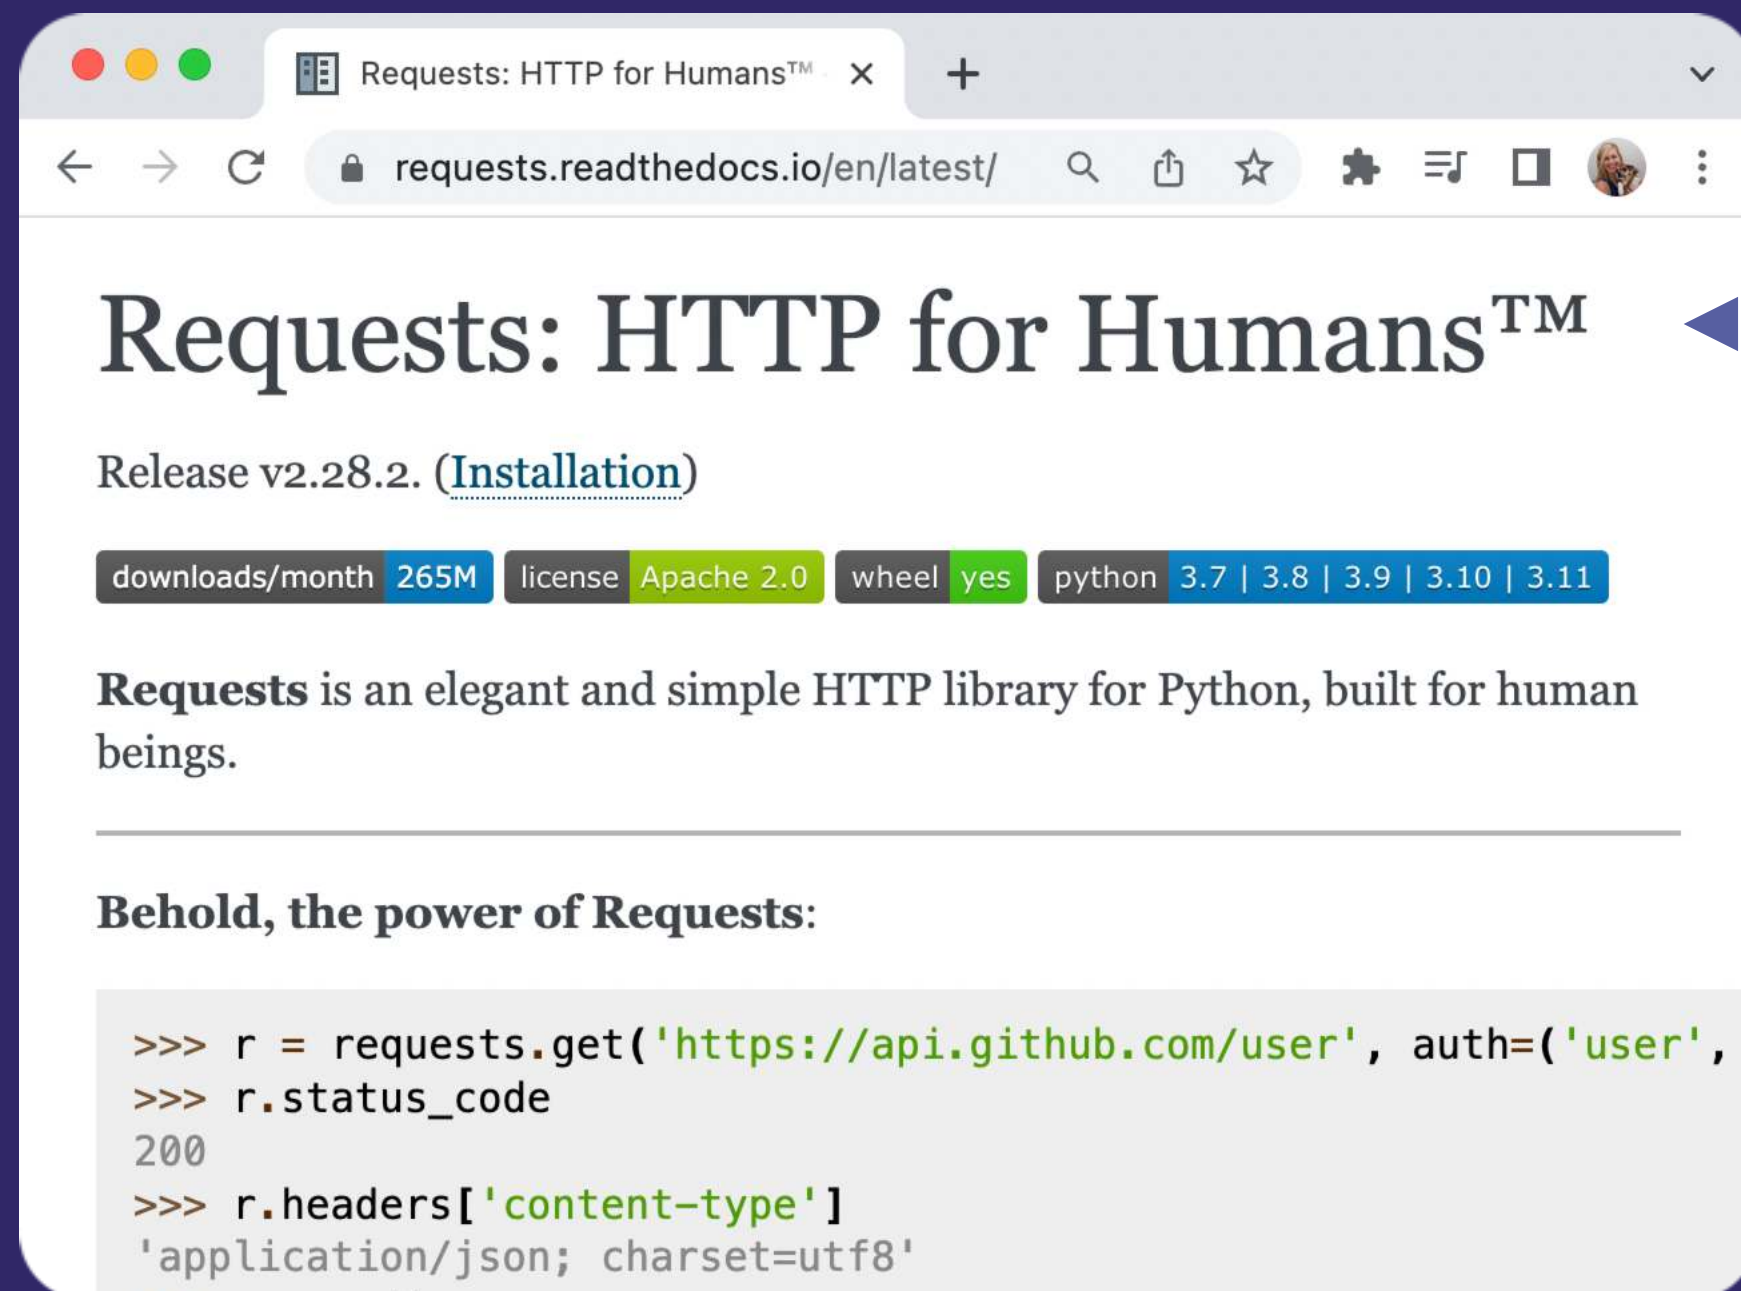 Requests: HTTP for Humans™
requests.readthedocs.io/en/latest/
Requests: HTTP for Humans™
Release v2.28.2. (Installation)
downloads/month 265M license Apache 2.0 wheel yes python 3.7 | 3.8 | 3.9 | 3.10 | 3.11
Requests is an elegant and simple HTTP library for Python, built for human
beings.
Behold, the power of Requests:
>>> r = requests.get('https://api.github.com/user', auth=('user',
>>> r.status_code
200
>>> r.headers['content-type']
'application/json; charset=utf8'